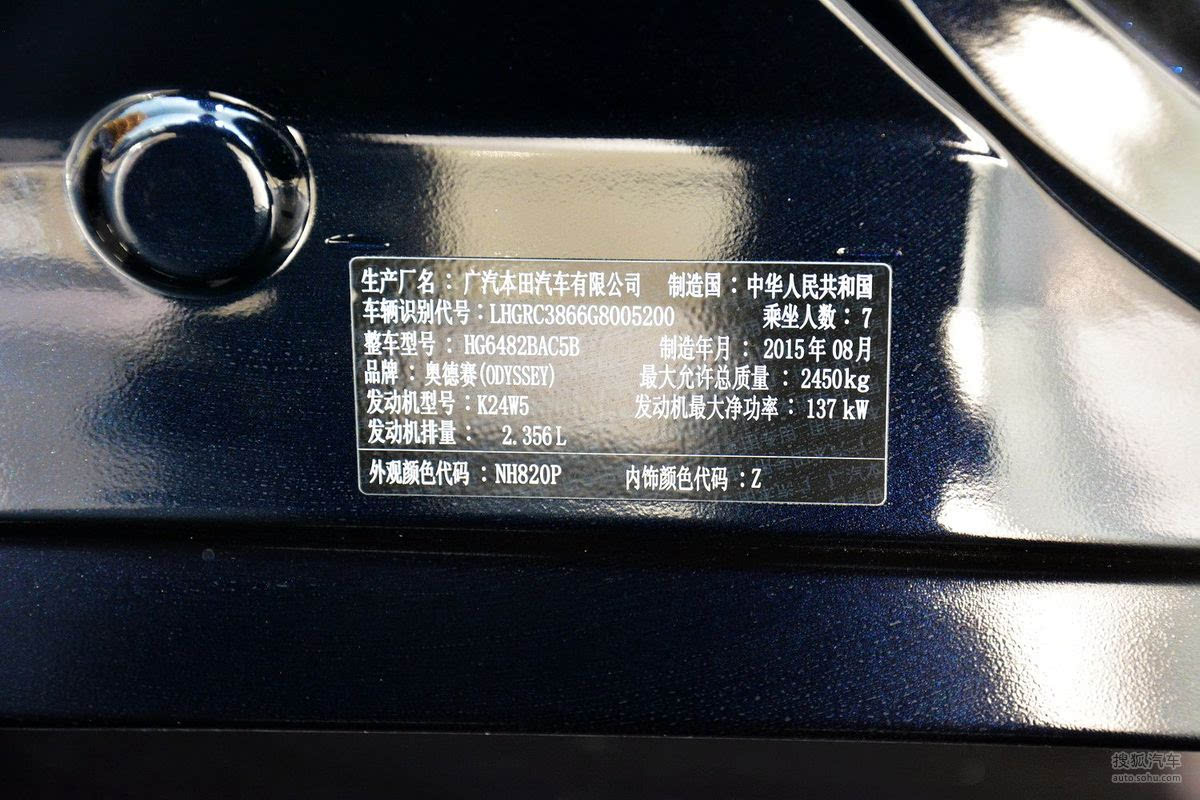 生产厂名：广汽本田汽车有限公司 制造国：中华人民共和国
车辆识别代号：LHGRC3866G8005200 乘坐人数：7
整车型号：HG6482BAC5B 制造年月：2015年08月
品牌：奥德赛(ODYSSEY) 最大允许总质量：2450kg
发动机型号：K24W5 发动机最大净功率：137kW
发动机排量：2.356L
外观颜色代码：NH820P 内饰颜色代码：Z
搜狐汽车
auto.sohu.com